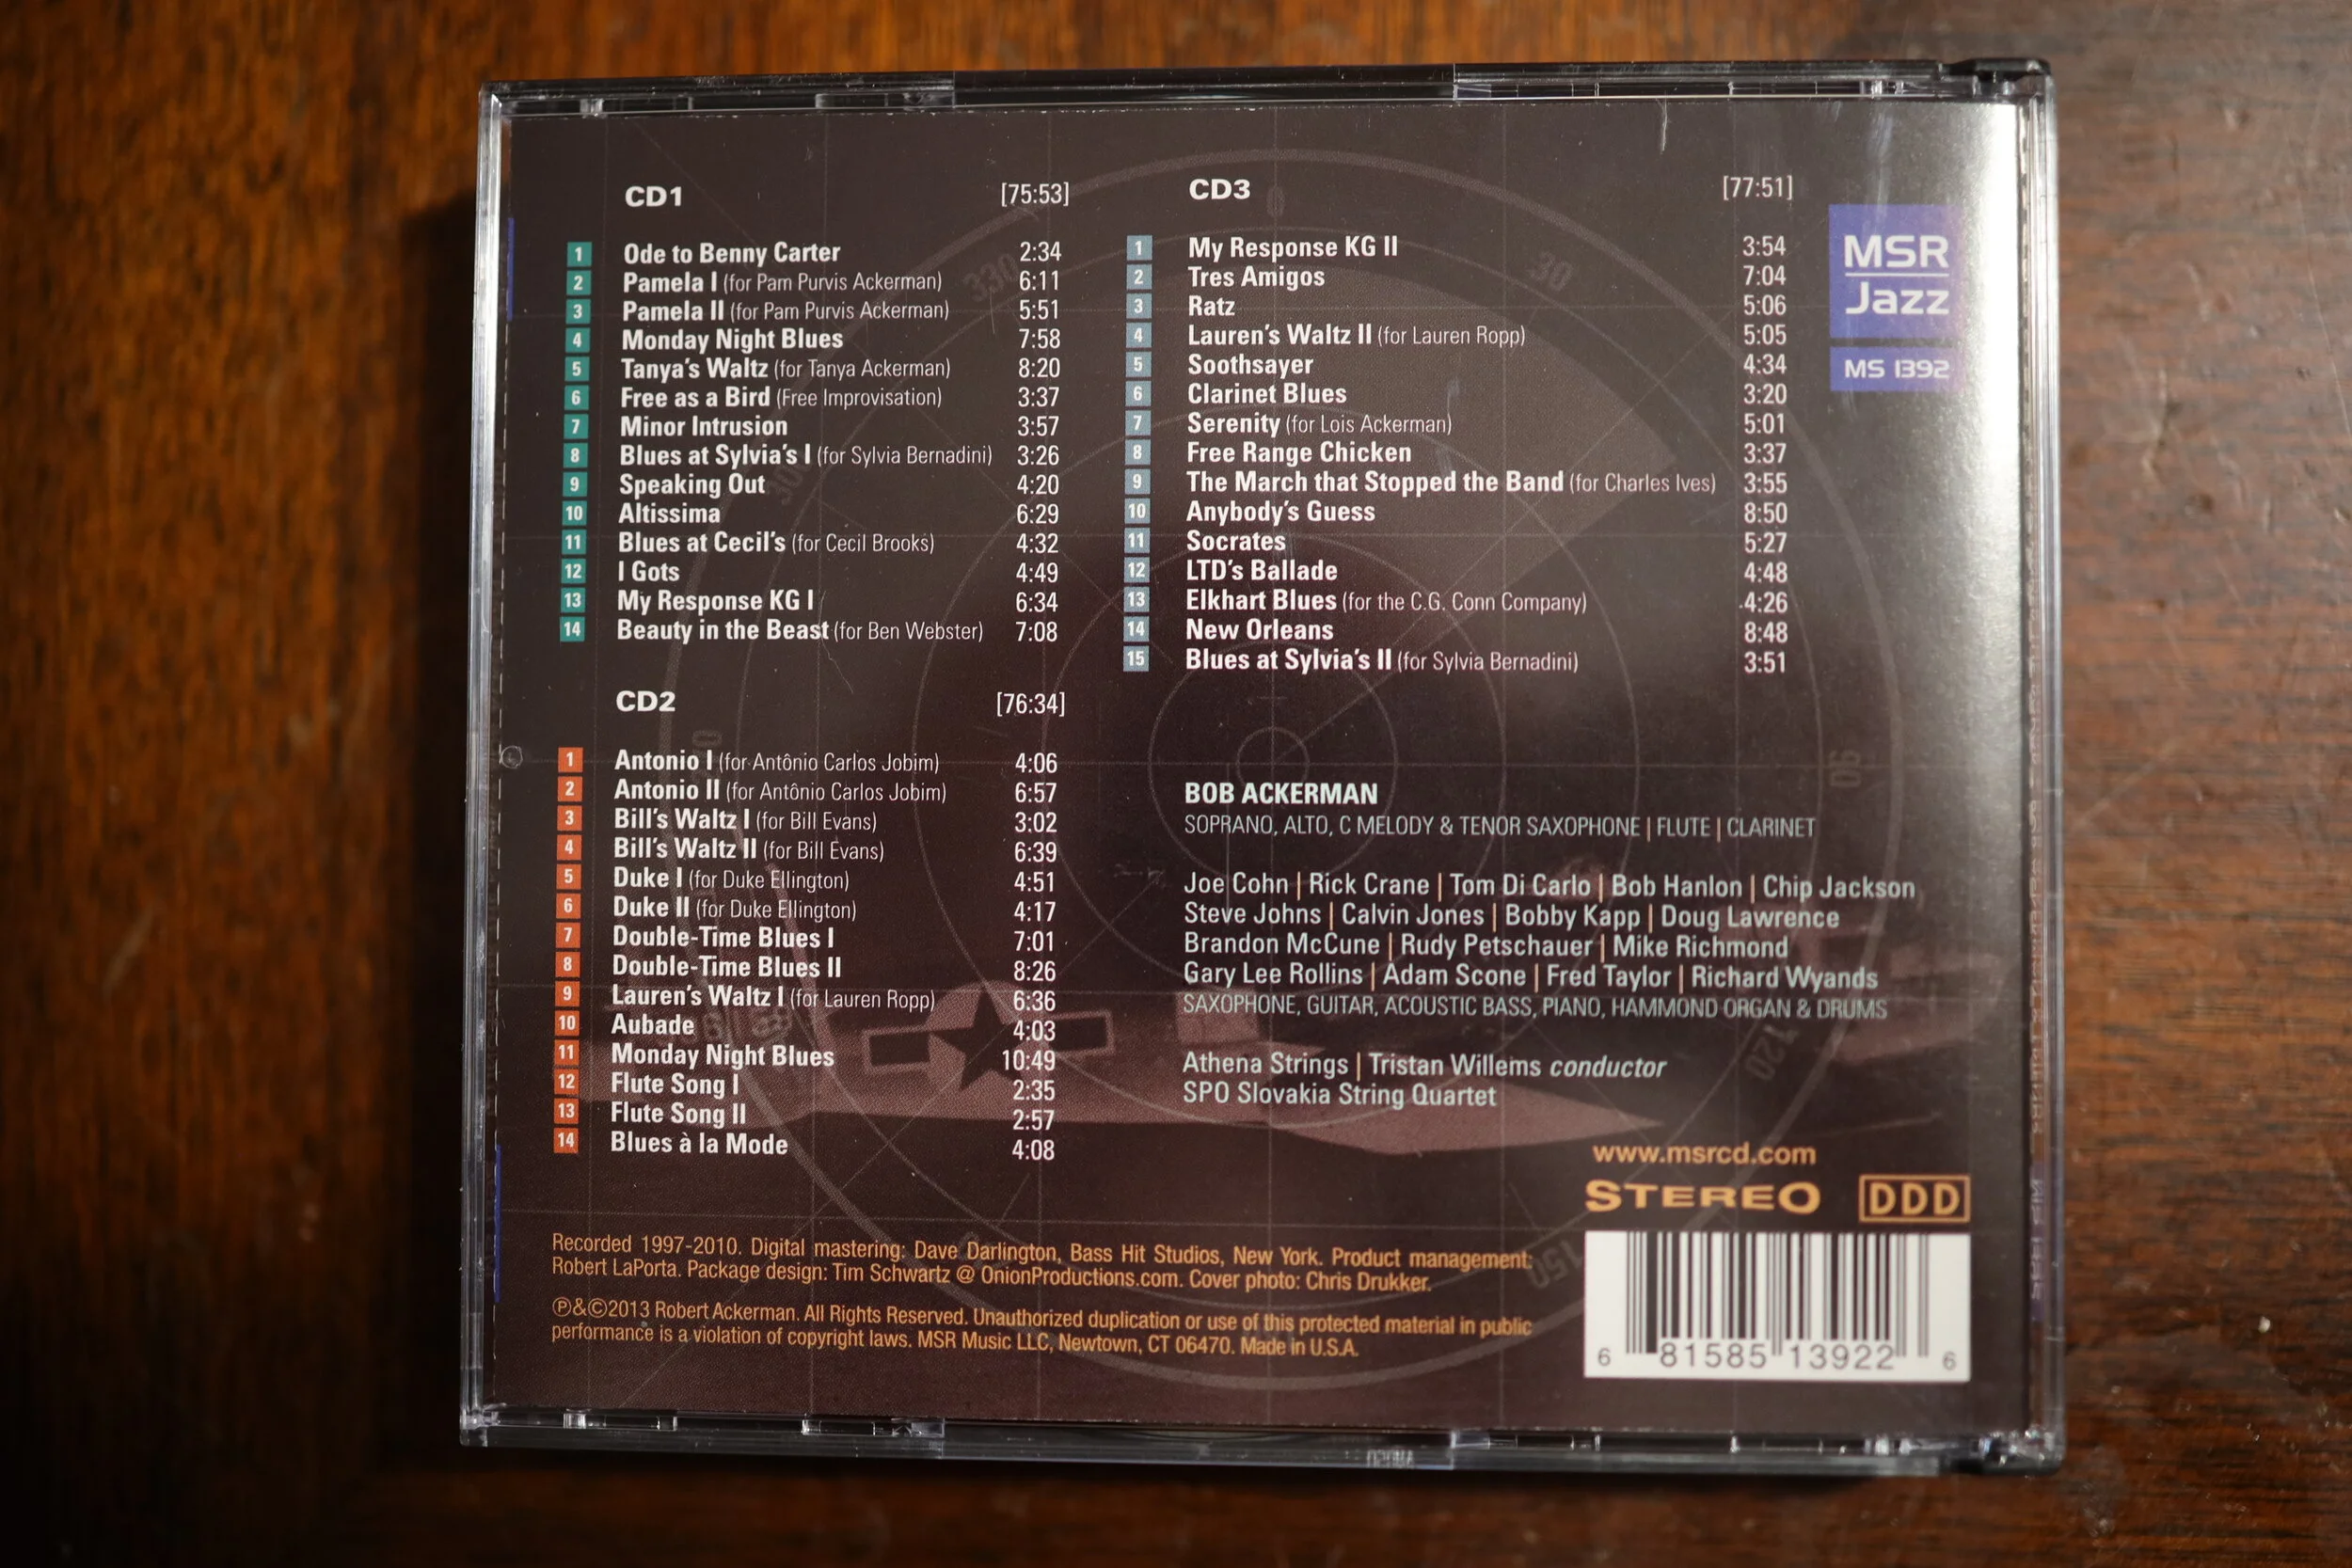 CD1 [75:53]
1 Ode to Benny Carter 2:34
2 Pamela I (for Pam Purvis Ackerman) 6:11
3 Pamela II (for Pam Purvis Ackerman) 5:51
4 Monday Night Blues 7:58
5 Tanya's Waltz (for Tanya Ackerman) 8:20
6 Free as a Bird (Free Improvisation) 3:37
7 Minor Intrusion 3:57
8 Blues at Sylvia's I (for Sylvia Bernadini) 3:26
9 Speaking Out 4:20
10 Altissima 6:29
11 Blues at Cecil's (for Cecil Brooks) 4:32
12 I Gots 4:49
13 My Response KG I 6:34
14 Beauty in the Beast (for Ben Webster) 7:08
CD2 [76:34]
1 Antonio I (for Antônio Carlos Jobim) 4:06
2 Antonio II (for Antônio Carlos Jobim) 6:57
3 Bill's Waltz I (for Bill Evans) 3:02
4 Bill's Waltz II (for Bill Evans) 6:39
5 Duke I (for Duke Ellington) 4:51
6 Duke II (for Duke Ellington) 4:17
7 Double-Time Blues I 7:01
8 Double-Time Blues II 8:26
9 Lauren's Waltz I (for Lauren Ropp) 6:36
10 Aubade 4:03
11 Monday Night Blues 10:49
12 Flute Song I 2:35
13 Flute Song II 2:57
14 Blues à la Mode 4:08
CD3 [77:51]
1 My Response KG II 3:54
2 Tres Amigos 7:04
3 Ratz 5:06
4 Lauren's Waltz II (for Lauren Ropp) 5:05
5 Soothsayer 4:34
6 Clarinet Blues 3:20
7 Serenity (for Lois Ackerman) 5:01
8 Free Range Chicken 3:37
9 The March that Stopped the Band (for Charles Ives) 3:55
10 Anybody's Guess 8:50
11 Socrates 5:27
12 LTD's Ballade 4:48
13 Elkhart Blues (for the C.G. Conn Company) 4:26
14 New Orleans 8:48
15 Blues at Sylvia's II (for Sylvia Bernadini) 3:51
MSR
Jazz
MS 1392
BOB ACKERMAN
SOPRANO, ALTO, C MELODY & TENOR SAXOPHONE | FLUTE | CLARINET
Joe Cohn | Rick Crane | Tom Di Carlo | Bob Hanlon | Chip Jackson
Steve Johns | Calvin Jones | Bobby Kapp | Doug Lawrence
Brandon McCune | Rudy Petschauer | Mike Richmond
Gary Lee Rollins | Adam Scone | Fred Taylor | Richard Wyands
SAXOPHONE, GUITAR, ACOUSTIC BASS, PIANO, HAMMOND ORGAN & DRUMS
Athena Strings | Tristan Willems conductor
SPO Slovakia String Quartet
www.msrcd.com
STEREO DDD
Recorded 1997-2010. Digital mastering: Dave Darlington, Bass Hit Studios, New York. Product management:
Robert LaPorta. Package design: Tim Schwartz @ OnionProductions.com. Cover photo: Chris Drukker.
℗&©2013 Robert Ackerman. All Rights Reserved. Unauthorized duplication or use of this protected material in public
performance is a violation of copyright laws. MSR Music LLC, Newtown, CT 06470. Made in U.S.A.
6 81585 13922 6
330
30
300
90
120
150